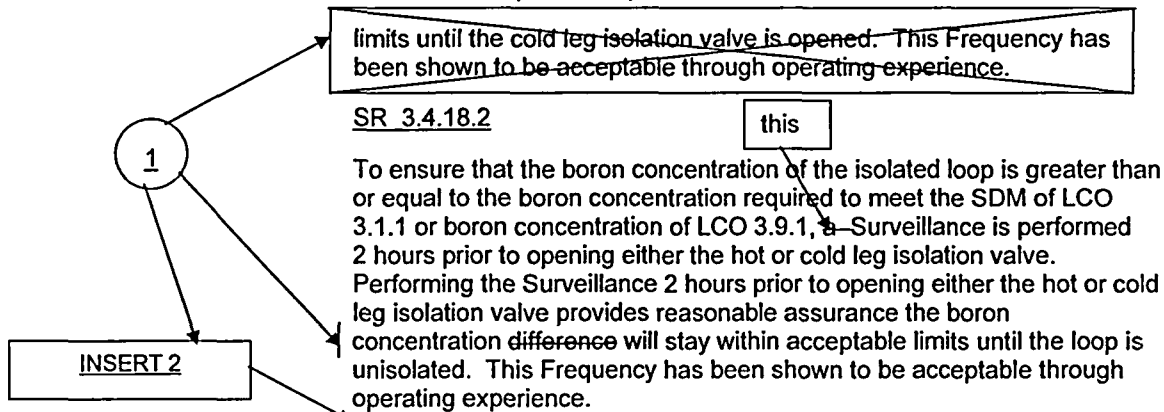 limits until the cold leg isolation valve is opened. This Frequency has
been shown to be acceptable through operating experience.
SR 3.4.18.2
this
1
To ensure that the boron concentration of the isolated loop is greater than
or equal to the boron concentration required to meet the SDM of LCO
3.1.1 or boron concentration of LCO 3.9.1, a Surveillance is performed
2 hours prior to opening either the hot or cold leg isolation valve.
Performing the Surveillance 2 hours prior to opening either the hot or cold
leg isolation valve provides reasonable assurance the boron
concentration difference will stay within acceptable limits until the loop is
unisolated. This Frequency has been shown to be acceptable through
operating experience.
INSERT 2